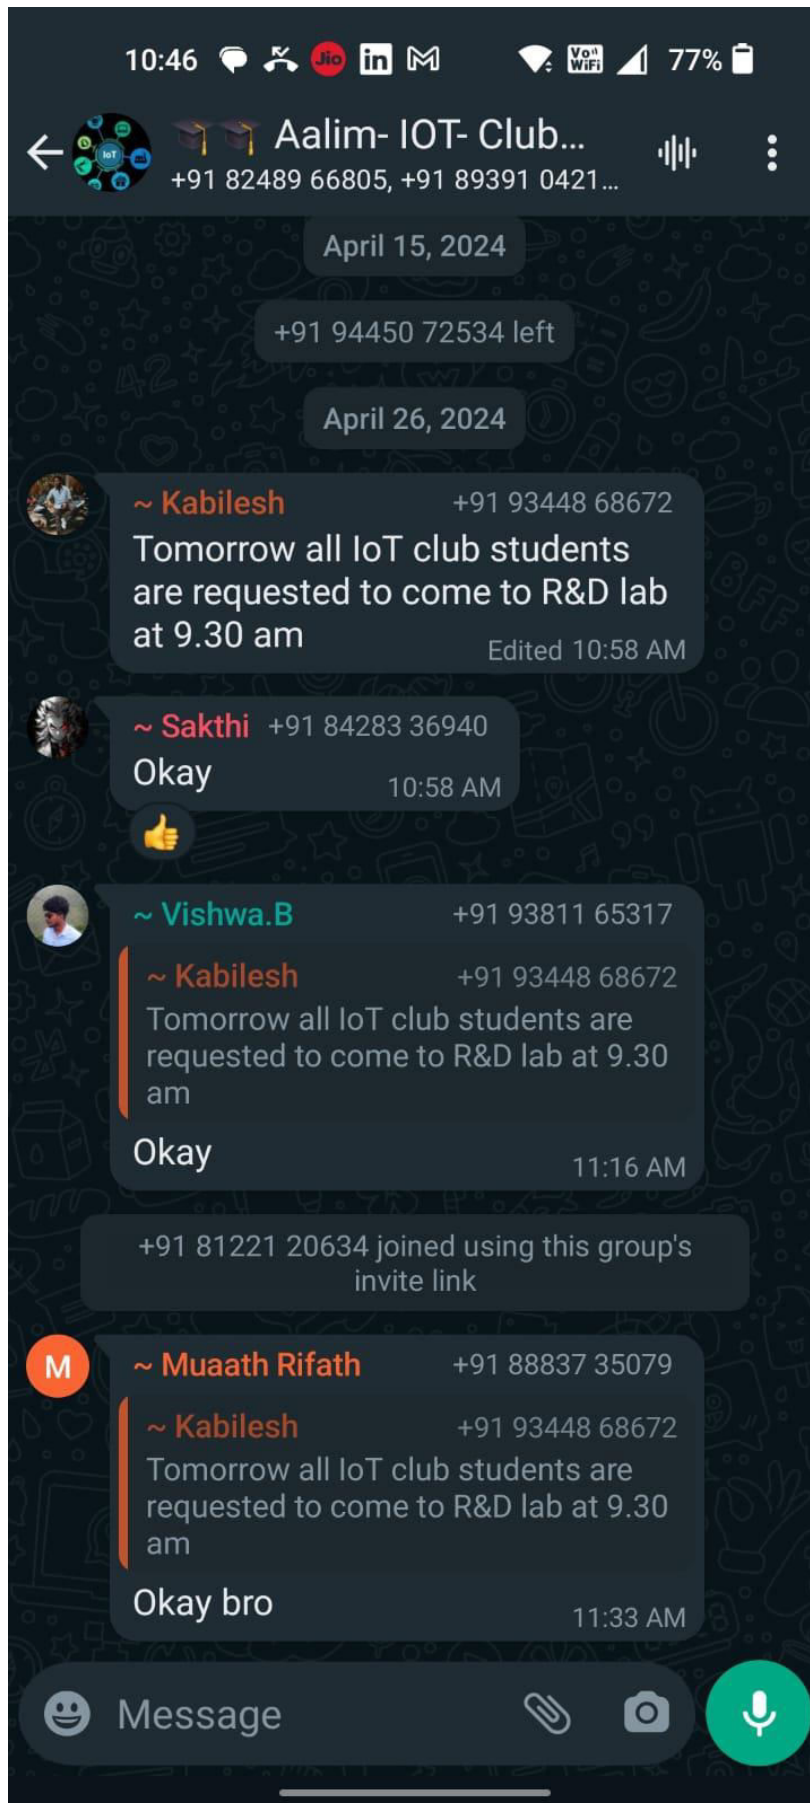 10:46 Jio in Vo)) WiFi 77%
IoT 🎓🎓 Aalim- IOT- Club...
+91 82489 66805, +91 89391 0421...
April 15, 2024
+91 94450 72534 left
April 26, 2024
~ Kabilesh +91 93448 68672
Tomorrow all IoT club students
are requested to come to R&D lab
at 9.30 am
Edited 10:58 AM
~ Sakthi +91 84283 36940
Okay
10:58 AM
👍
~ Vishwa.B +91 93811 65317
~ Kabilesh +91 93448 68672
Tomorrow all IoT club students are
requested to come to R&D lab at 9.30
am
Okay
11:16 AM
+91 81221 20634 joined using this group's
invite link
M ~ Muaath Rifath +91 88837 35079
~ Kabilesh +91 93448 68672
Tomorrow all IoT club students are
requested to come to R&D lab at 9.30
am
Okay bro
11:33 AM
Message